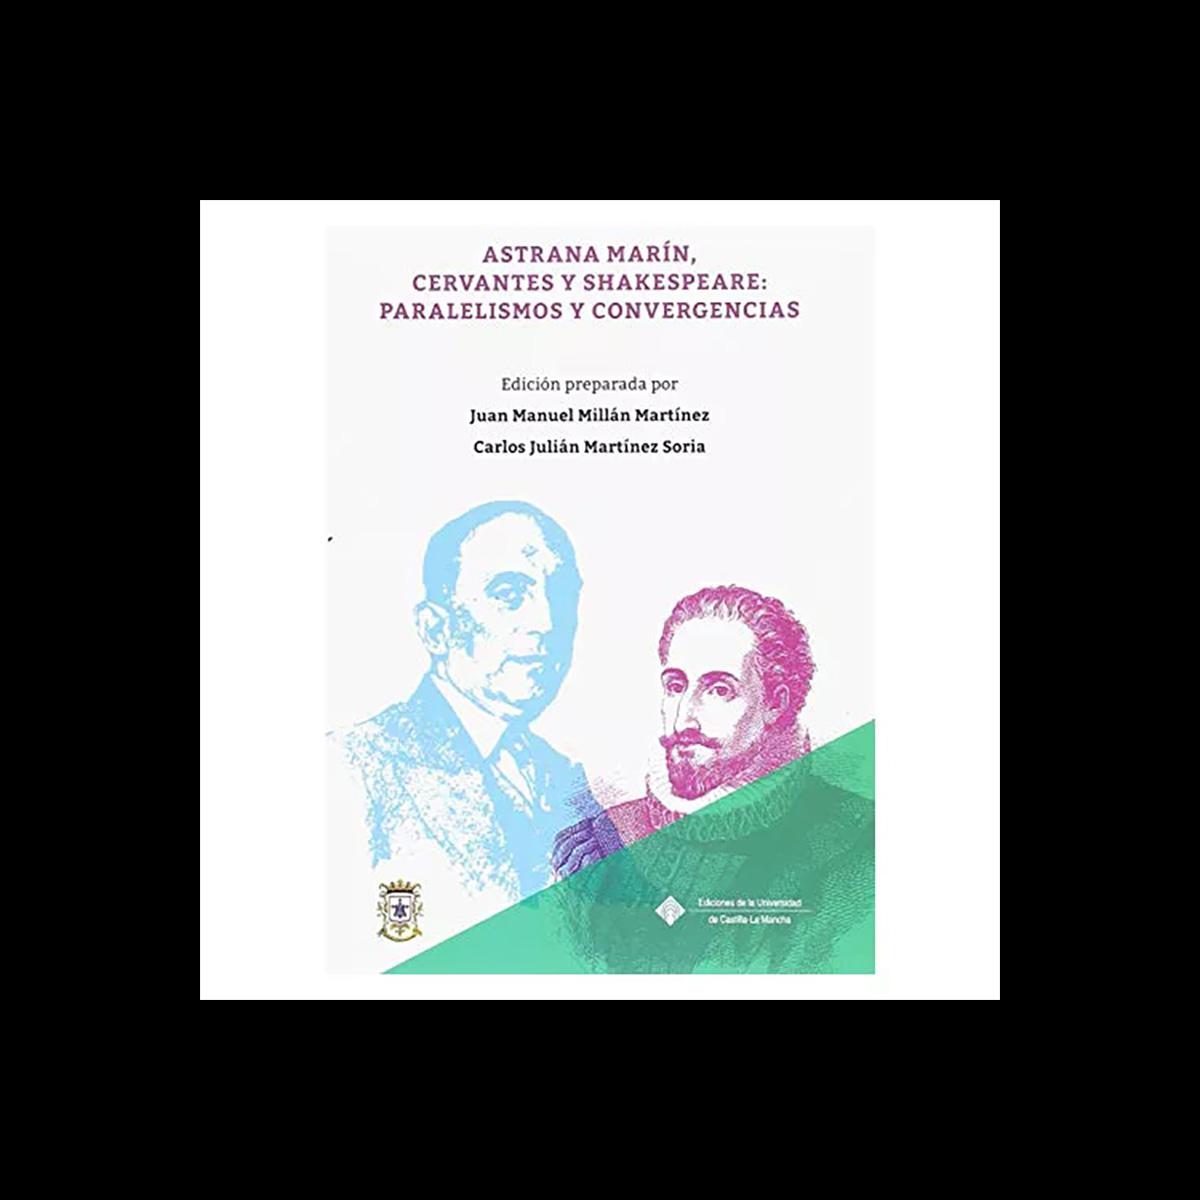 ASTRANA MARÍN,
CERVANTES Y SHAKESPEARE:
PARALELISMOS Y CONVERGENCIAS
Edición preparada por
Juan Manuel Millán Martínez
Carlos Julián Martínez Soria
Ediciones de la Universidad
de Castilla-La Mancha